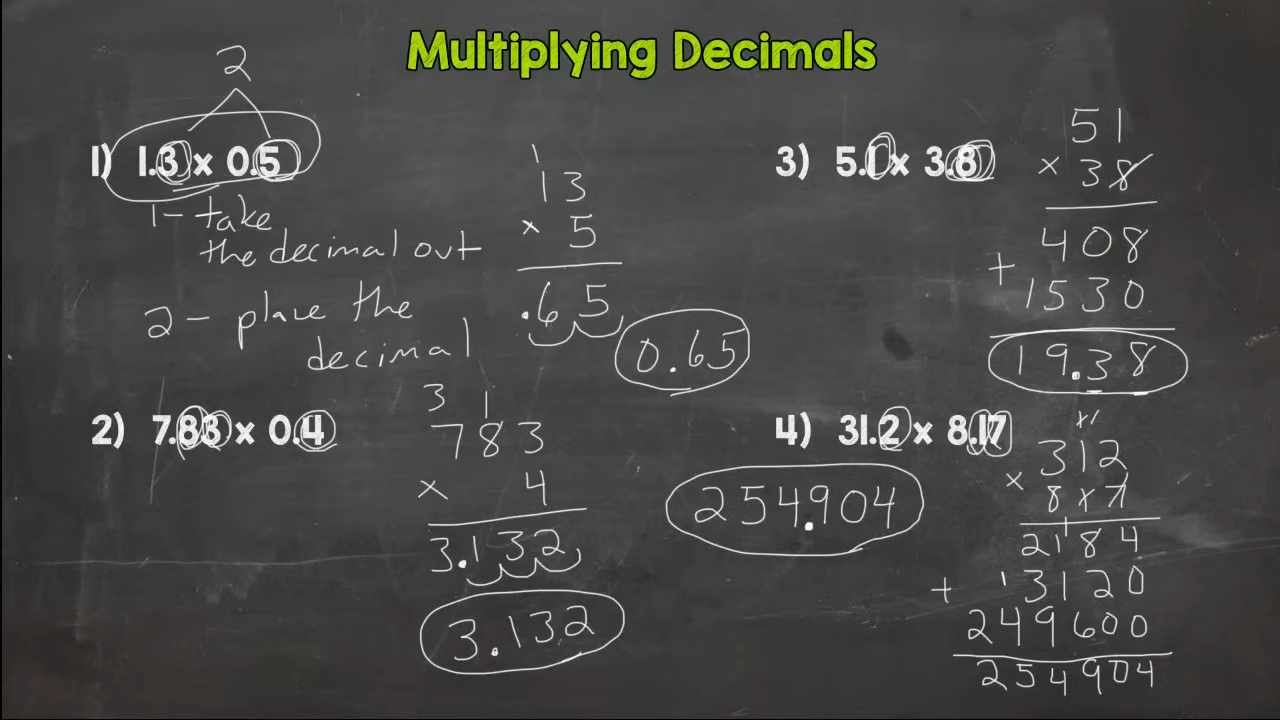 Multiplying Decimals
2
1) 1.3 x 0.5
1- take
the decimal out
2- place the
decimal
1
13
x 5
.65
0.65
2) 7.83 x 0.4
3 1
783
x 4
3.132
3.132
3) 5.1 x 3.8
51
x 38
408
+ 1530
19.38
4) 31.2 x 8.17
254.904
11
312
x 817
1
2184
1
+ 3120
249600
254904